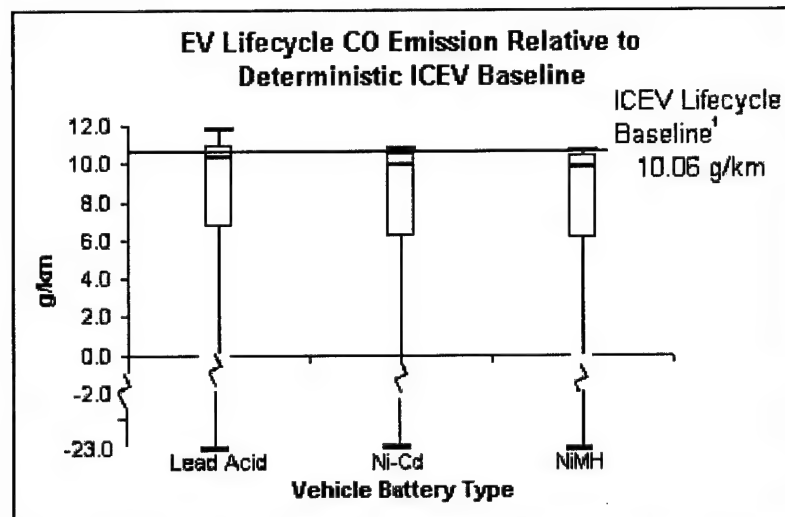 EV Lifecycle CO Emission Relative to
Deterministic ICEV Baseline
ICEV Lifecycle
Baseline¹
10.06 g/km
12.0
10.0
8.0
6.0
4.0
2.0
0.0
-2.0
-23.0
g/km
Lead Acid
Ni-Cd
NiMH
Vehicle Battery Type